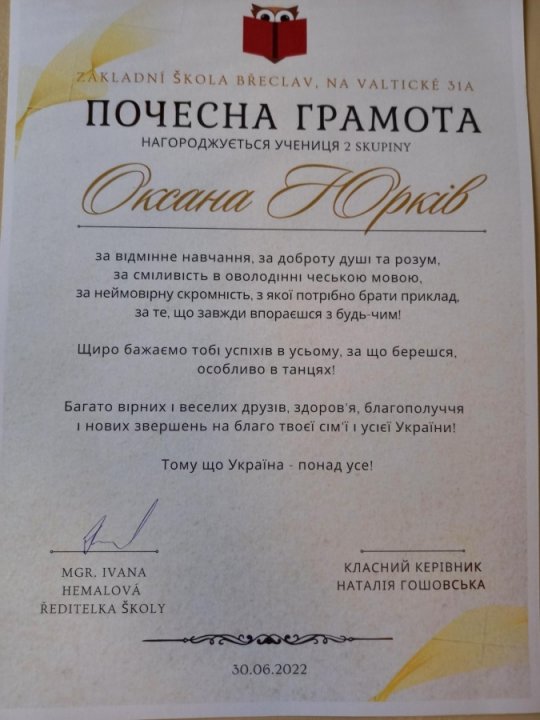 ZÁKLADNÍ ŠKOLA BŘECLAV, NA VALTICKÉ 31A
ПОЧЕСНА ГРАМОТА
НАГОРОДЖУЄТЬСЯ УЧЕНИЦЯ 2 SKUPINY
Оксана Юрків
за відмінне навчання, за доброту душі та розум,
за сміливість в оволодінні чеською мовою,
за неймовірну скромність, з якої потрібно брати приклад,
за те, що завжди впораєшся з будь-чим!
Щиро бажаємо тобі успіхів в усьому, за що берешся,
особливо в танцях!
Багато вірних і веселих друзів, здоров'я, благополуччя
і нових звершень на благо твоєї сім'ї і усієї України!
Тому що Україна - понад усе!
MGR. IVANA
HEMALOVÁ
ŘEDITELKA ŠKOLY
КЛАСНИЙ КЕРІВНИК
НАТАЛІЯ ГОШОВСЬКА
30.06.2022